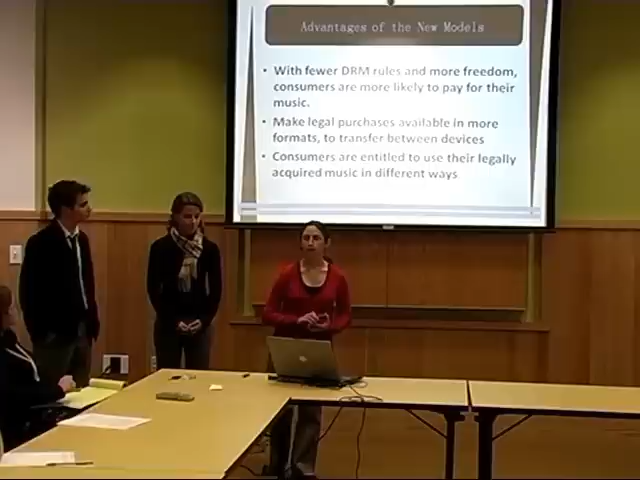 Advantages of the New Models
• With fewer DRM rules and more freedom,
consumers are more likely to pay for their
music.
• Make legal purchases available in more
formats, to transfer between devices
• Consumers are entitled to use their legally
acquired music in different ways